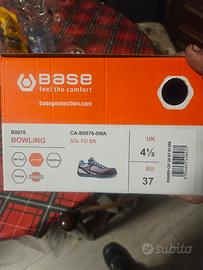 BASE
feel the comfort
baseprotection.com
B0676
BOWLING
CA-B0676-0WA
S3L FO SR
UK
4½
EU
37
subito